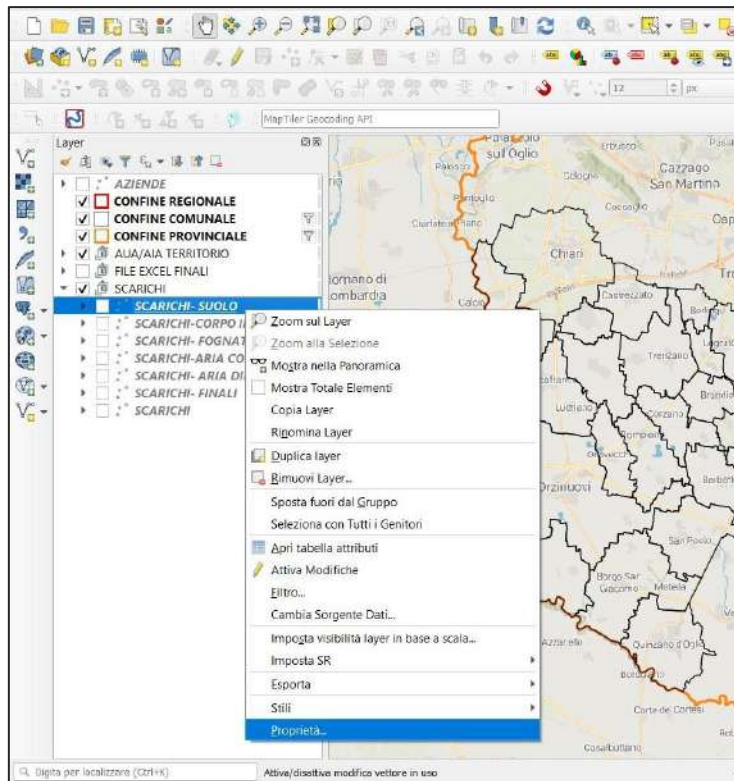 12
px
MapTiler Geocoding API
Layer
AZIENDE
CONFINE REGIONALE
CONFINE COMUNALE
CONFINE PROVINCIALE
AUA/AIA TERRITORIO
FILE EXCEL FINALI
SCARICHI
SCARICHI- SUOLO
SCARICHI-CORPO I
SCARICHI- FOGNAT
SCARICHI-ARIA CO
SCARICHI- ARIA DI
SCARICHI- FINALI
SCARICHI
Zoom sul Layer
Zoom alla Selezione
Mostra nella Panoramica
Mostra Totale Elementi
Copia Layer
Rinomina Layer
Duplica layer
Rimuovi Layer...
Sposta fuori dal Gruppo
Seleziona con Tutti i Genitori
Apri tabella attributi
Attiva Modifiche
Filtro...
Cambia Sorgente Dati...
Imposta visibilità layer in base a scala...
Imposta SR
Esporta
Stili
Proprietà...
sul Oglio
Erbusco
Cazzago
San Martino
Chiari
Castrezzato
Trenzano
Corzano
Orzinuovi
San Paolo
Borgo San
Giacomo
Quinzano d'Oglio
Corte de' Cortesi
Casalbuttano
Digita per localizzare (Ctrl+K)
Attiva/disattiva modifica vettore in uso